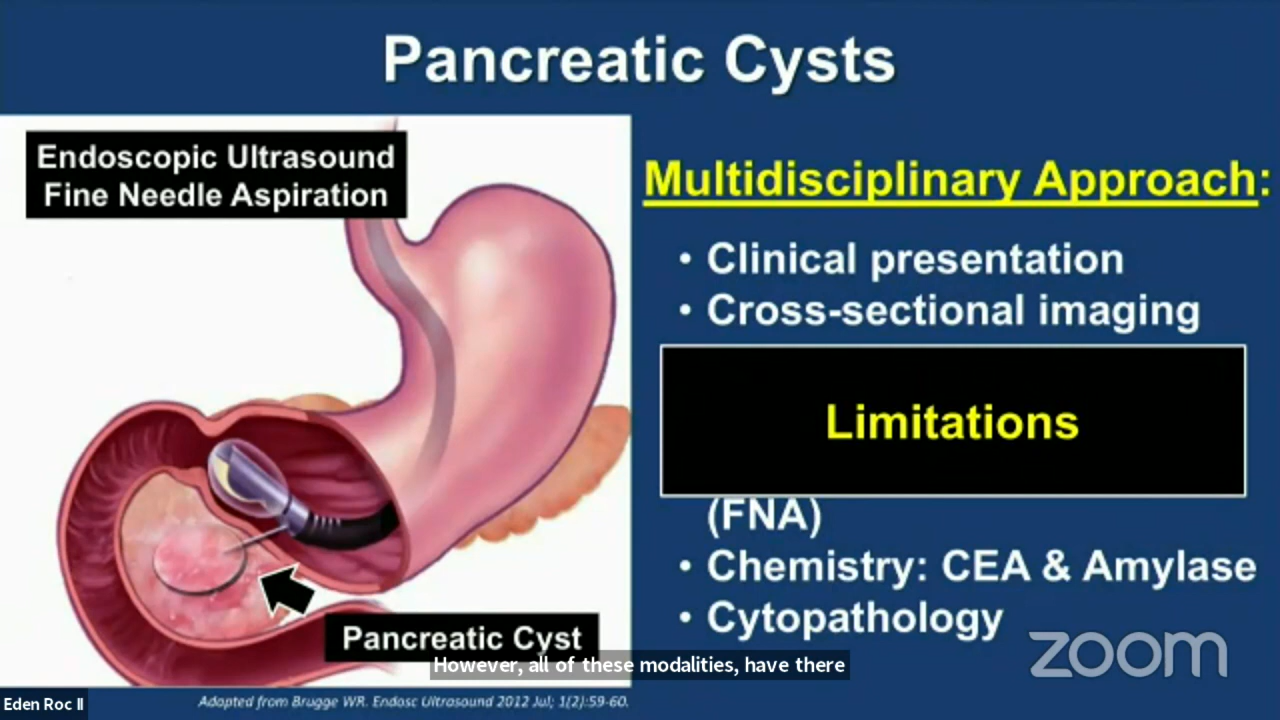 Pancreatic Cysts
Endoscopic Ultrasound
Fine Needle Aspiration
Multidisciplinary Approach:
• Clinical presentation
• Cross-sectional imaging
Limitations
(FNA)
• Chemistry: CEA & Amylase
• Cytopathology
Pancreatic Cyst
However, all of these modalities, have there
zoom
Eden Roc II
Adapted from Brugge WR. Endosc Ultrasound 2012 Jul; 1(2):59-60.